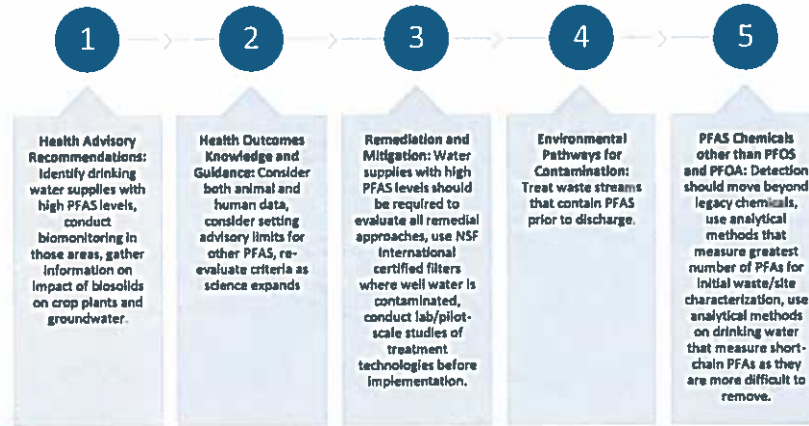 1
2
3
4
5
Health Advisory
Recommendations:
Identify drinking
water supplies with
high PFAS levels,
conduct
biomonitoring in
those areas, gather
information on
impact of biosolids
on crop plants and
groundwater.
Health Outcomes
Knowledge and
Guidance: Consider
both animal and
human data,
consider setting
advisory limits for
other PFAS, re-
evaluate criteria as
science expands
Remediation and
Mitigation: Water
supplies with high
PFAS levels should
be required to
evaluate all remedial
approaches, use NSF
International
certified filters
where well water is
contaminated,
conduct lab/pilot-
scale studies of
treatment
technologies before
implementation.
Environmental
Pathways for
Contamination:
Treat waste streams
that contain PFAS
prior to discharge.
PFAS Chemicals
other than PFOS
and PFOA: Detection
should move beyond
legacy chemicals,
use analytical
methods that
measure greatest
number of PFAs for
initial waste/site
characterization, use
analytical methods
on drinking water
that measure short-
chain PFAs as they
are more difficult to
remove.